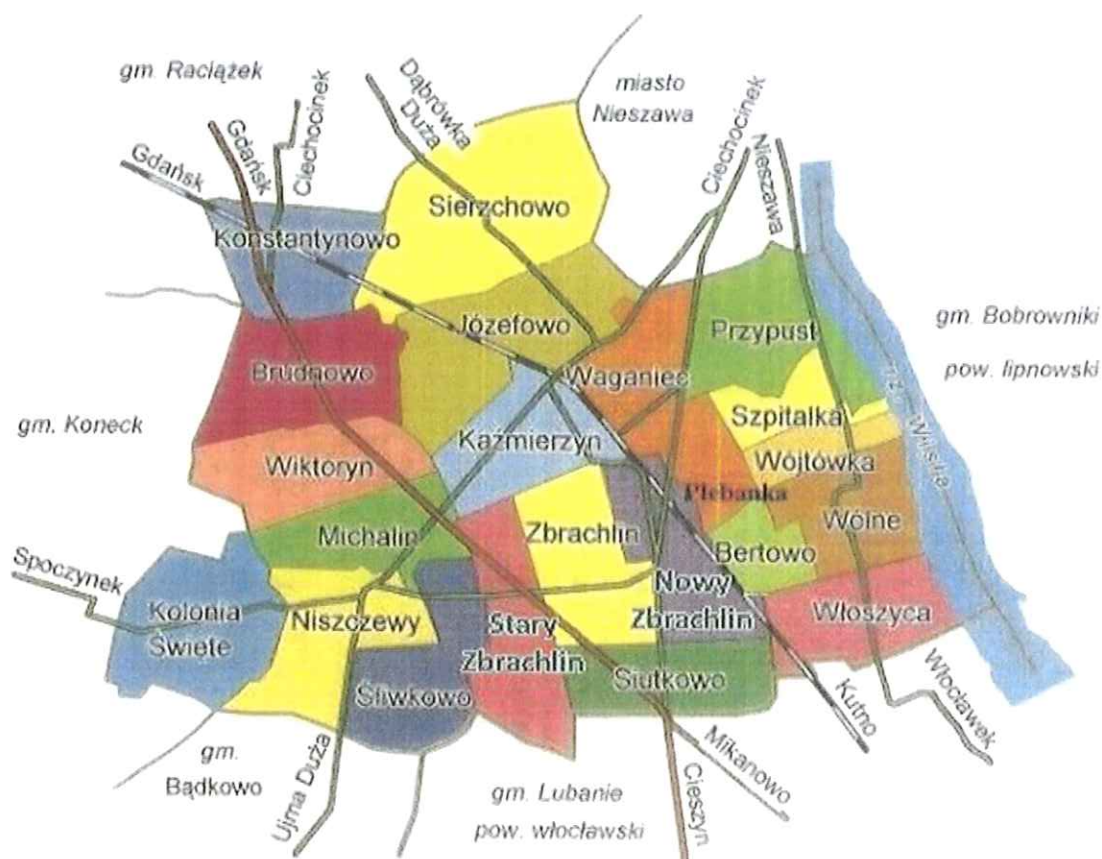 gm. Raciążek
Dąbrówka
Duża
miasto
Nieszawa
Ciechocinek
Gdańsk
Ciechocinek
Gdańsk
Nieszawa
Sierzchowo
Konstantynowo
Józefowo
Przypust
gm. Bobrowniki
pow. lipnowski
Brudnowo
Waganiec
Szpitalka
rz. Wisła
gm. Koneck
Kaźmierzyn
Wiktoryn
Wójtówka
Plebanka
Wólne
Michalin
Zbrachlin
Bertowo
Spoczynek
Kolonia
Święte
Niszczewy
Stary
Zbrachlin
Nowy
Zbrachlin
Włoszyca
Śliwkowo
Siutkowo
Włocławek
Kutno
gm.
Bądkowo
Ujma Duża
gm. Lubanie
pow. włocławski
Cieszyn
Mikanowo